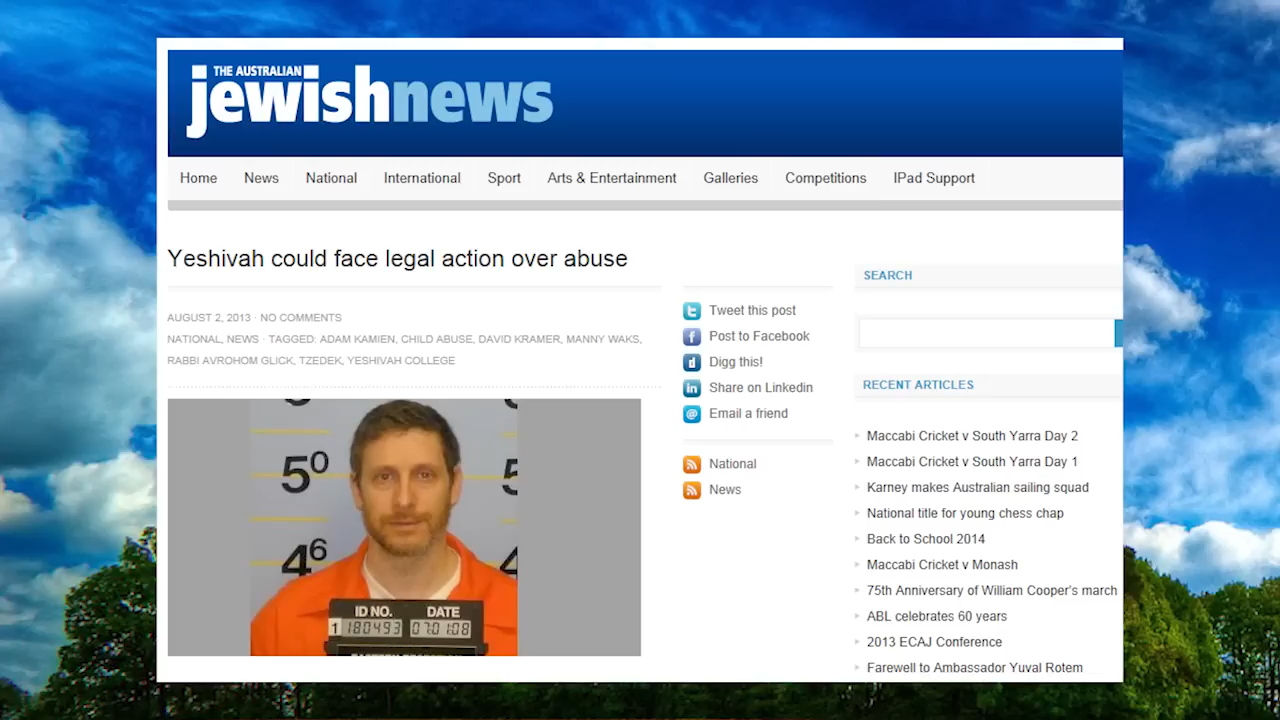 THE AUSTRALIAN
jewishnews
Home News National International Sport Arts & Entertainment Galleries Competitions IPad Support
Yeshivah could face legal action over abuse
AUGUST 2, 2013 · NO COMMENTS
NATIONAL, NEWS · TAGGED: ADAM KAMIEN, CHILD ABUSE, DAVID KRAMER, MANNY WAKS,
RABBI AVROHOM GLICK, TZEDEK, YESHIVAH COLLEGE
5⁰
4⁶
ID NO. DATE
1 180493 07:01:08
Tweet this post
Post to Facebook
Digg this!
Share on Linkedin
Email a friend
National
News
SEARCH
RECENT ARTICLES
Maccabi Cricket v South Yarra Day 2
Maccabi Cricket v South Yarra Day 1
Karney makes Australian sailing squad
National title for young chess chap
Back to School 2014
Maccabi Cricket v Monash
75th Anniversary of William Cooper's march
ABL celebrates 60 years
2013 ECAJ Conference
Farewell to Ambassador Yuval Rotem